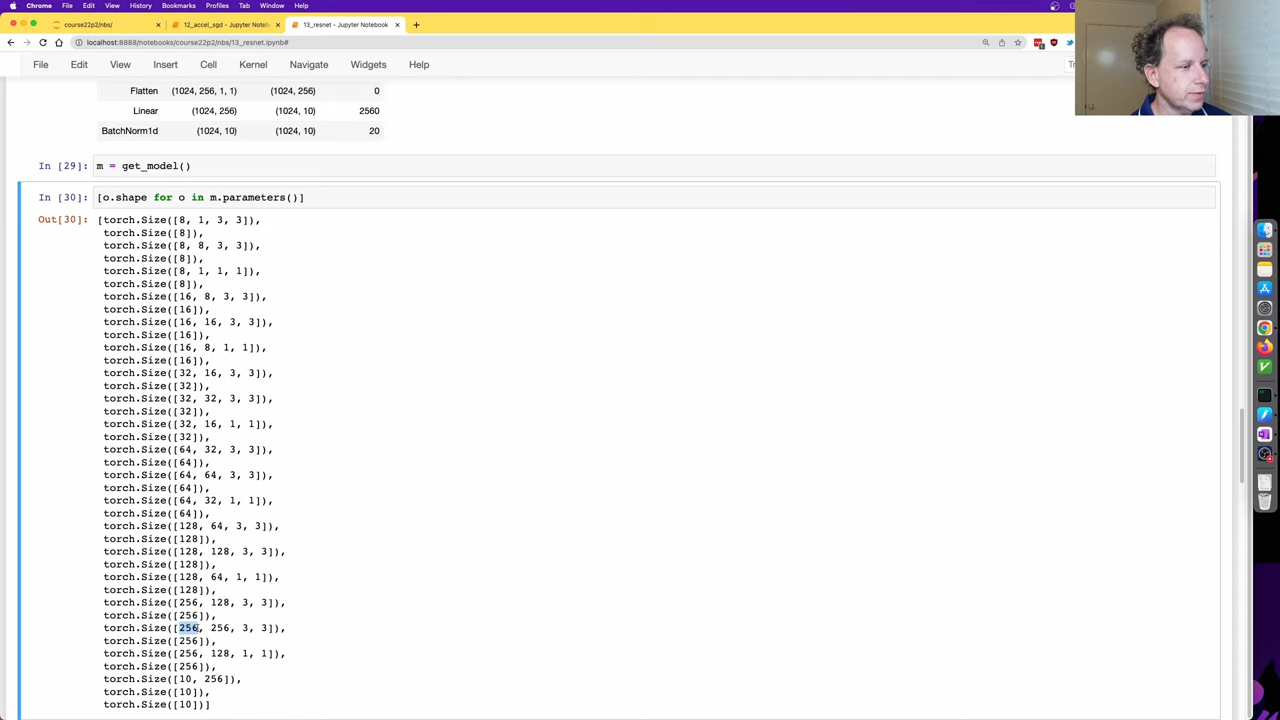 Chrome File Edit View History Bookmarks Profiles Tab Window Help
course22p2/nbs/ 12_accel_sgd - Jupyter Noteb 13_resnet - Jupyter Notebook
localhost:8888/notebooks/course22p2/nbs/13_resnet.ipynb#
File Edit View Insert Cell Kernel Navigate Widgets Help
Flatten (1024, 256, 1, 1) (1024, 256) 0
Linear (1024, 256) (1024, 10) 2560
BatchNorm1d (1024, 10) (1024, 10) 20
In [29]: m = get_model()
In [30]: [o.shape for o in m.parameters()]
Out[30]: [torch.Size([8, 1, 3, 3]),
torch.Size([8]),
torch.Size([8, 8, 3, 3]),
torch.Size([8]),
torch.Size([8, 1, 1, 1]),
torch.Size([8]),
torch.Size([16, 8, 3, 3]),
torch.Size([16]),
torch.Size([16, 16, 3, 3]),
torch.Size([16]),
torch.Size([16, 8, 1, 1]),
torch.Size([16]),
torch.Size([32, 16, 3, 3]),
torch.Size([32]),
torch.Size([32, 32, 3, 3]),
torch.Size([32]),
torch.Size([32, 16, 1, 1]),
torch.Size([32]),
torch.Size([64, 32, 3, 3]),
torch.Size([64]),
torch.Size([64, 64, 3, 3]),
torch.Size([64]),
torch.Size([64, 32, 1, 1]),
torch.Size([64]),
torch.Size([128, 64, 3, 3]),
torch.Size([128]),
torch.Size([128, 128, 3, 3]),
torch.Size([128]),
torch.Size([128, 64, 1, 1]),
torch.Size([128]),
torch.Size([256, 128, 3, 3]),
torch.Size([256]),
torch.Size([256, 256, 3, 3]),
torch.Size([256]),
torch.Size([256, 128, 1, 1]),
torch.Size([256]),
torch.Size([10, 256]),
torch.Size([10]),
torch.Size([10])]